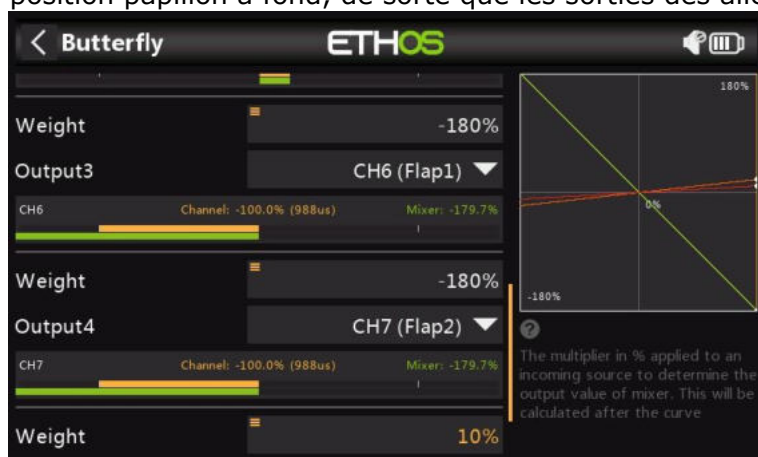 position papillon à fond, de sorte que les sorties des
Butterfly
ETHOS
Weight
-180%
Output3
CH6 (Flap1)
CH6 Channel: -100.0% (988us) Mixer: -179.7%
Weight
-180%
Output4
CH7 (Flap2)
CH7 Channel: -100.0% (988us) Mixer: -179.7%
Weight
10%
180%
0%
-180%
?
The multiplier in % applied to an
incoming source to determine the
output value of mixer. This will be
calculated after the curve